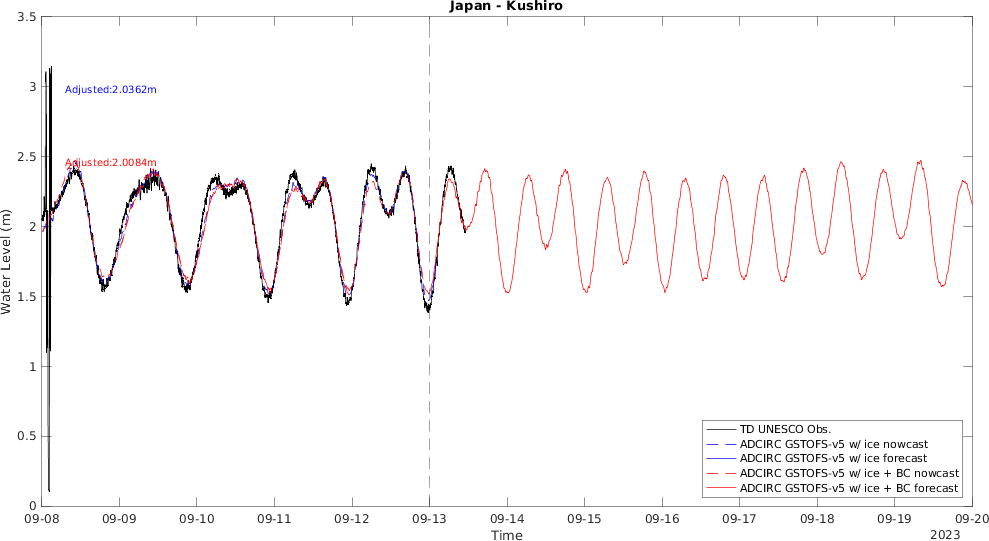 Japan - Kushiro
3.5
3
2.5
2
1.5
1
0.5
0
Water Level (m)
Adjusted:2.0362m
Adjusted:2.0084m
TD UNESCO Obs.
ADCIRC GSTOFS-v5 w/ ice nowcast
ADCIRC GSTOFS-v5 w/ ice forecast
ADCIRC GSTOFS-v5 w/ ice + BC nowcast
ADCIRC GSTOFS-v5 w/ ice + BC forecast
09-08 09-09 09-10 09-11 09-12 09-13 09-14 09-15 09-16 09-17 09-18 09-19 09-20
Time
2023